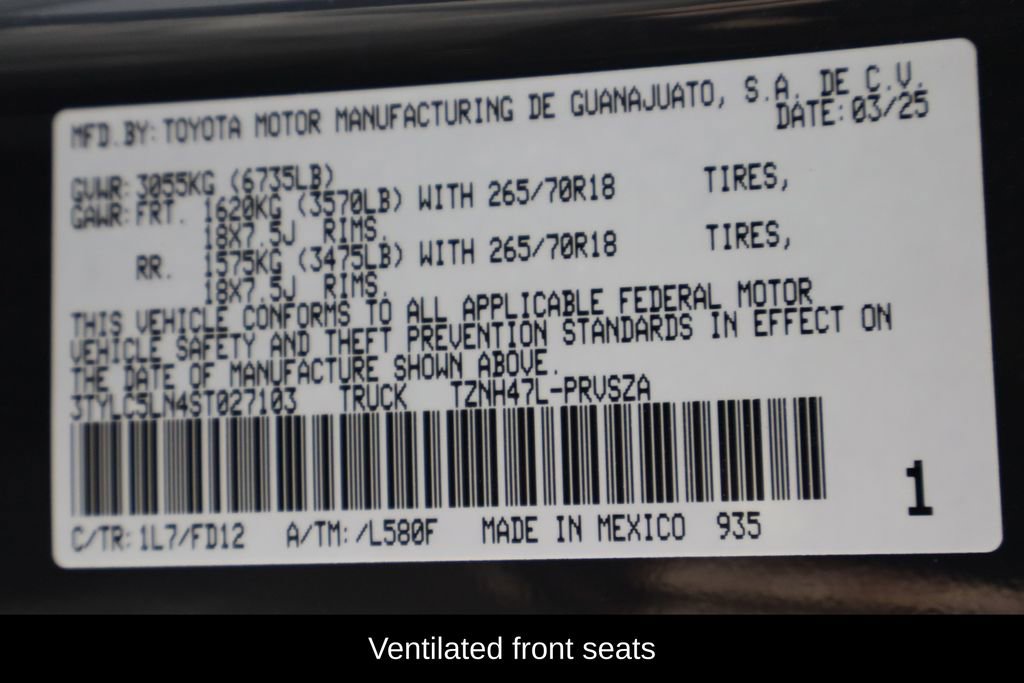 MFD.BY: TOYOTA MOTOR MANUFACTURING DE GUANAJUATO, S.A. DE C.V.
DATE: 03/25
GVWR: 3055KG (6735LB)
GAWR: FRT. 1620KG (3570LB) WITH 265/70R18 TIRES,
18X7.5J RIMS.
RR. 1575KG (3475LB) WITH 265/70R18 TIRES,
18X7.5J RIMS.
THIS VEHICLE CONFORMS TO ALL APPLICABLE FEDERAL MOTOR
VEHICLE SAFETY AND THEFT PREVENTION STANDARDS IN EFFECT ON
THE DATE OF MANUFACTURE SHOWN ABOVE.
3TYLC5LN4ST027103 TRUCK TZNH47L-PRVSZA
C/TR: 1L7/FD12 A/TM: /L580F MADE IN MEXICO 935
1
Ventilated front seats